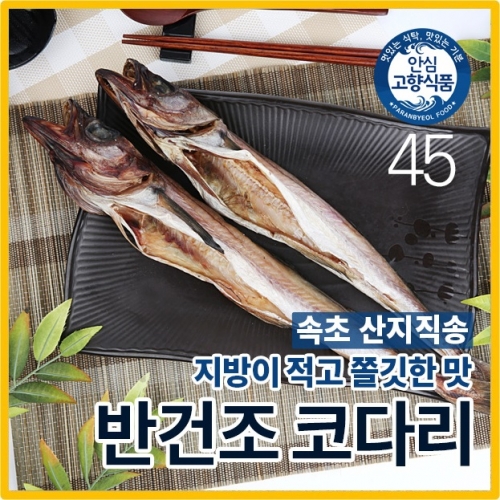 맛있는 식탁, 맛있는 기본
안심
고향식품
PARANBYEOL FOOD
45
속초 산지직송
지방이 적고 쫄깃한 맛
반건조 코다리